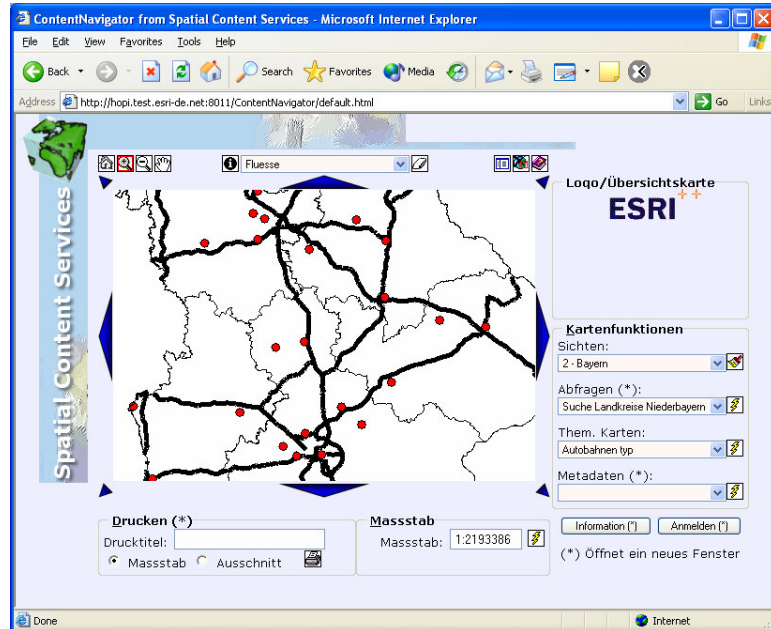 ContentNavigator from Spatial Content Services - Microsoft Internet Explorer
File Edit View Favorites Tools Help
Back Search Favorites Media
Address http://hopi.test.esri-de.net:8011/ContentNavigator/default.html Go Links
Spatial Content Services
Fluesse
Logo/Übersichtskarte
ESRI
Kartenfunktionen
Sichten:
2 - Bayern
Abfragen (*):
Suche Landkreise Niederbayern
Them. Karten:
Autobahnen typ
Metadaten (*):
Information (*) Anmelden (*)
(*) Öffnet ein neues Fenster
Drucken (*)
Drucktitel:
Massstab Ausschnitt
Massstab
Massstab: 1:2193386
Done Internet